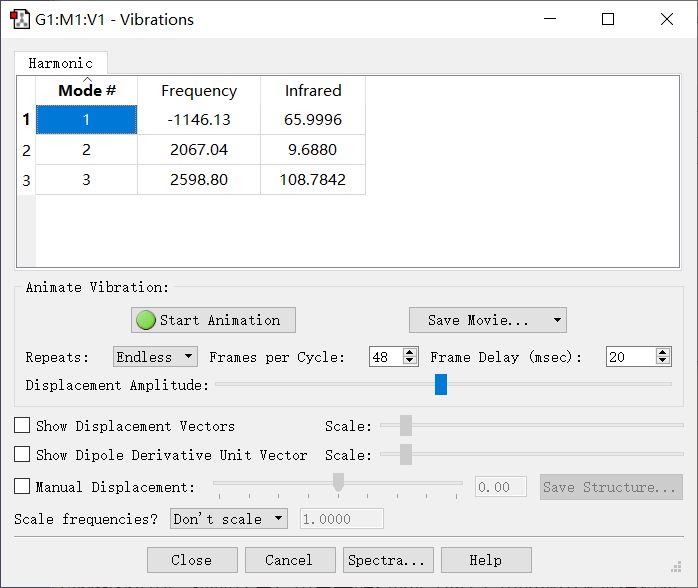 G1:M1:V1 - Vibrations
Harmonic
Mode # Frequency Infrared
1 1 -1146.13 65.9996
2 2 2067.04 9.6880
3 3 2598.80 108.7842
Animate Vibration:
Start Animation Save Movie...
Repeats: Endless Frames per Cycle: 48 Frame Delay (msec): 20
Displacement Amplitude:
Show Displacement Vectors Scale:
Show Dipole Derivative Unit Vector Scale:
Manual Displacement: 0.00 Save Structure...
Scale frequencies? Don't scale 1.0000
Close Cancel Spectra... Help